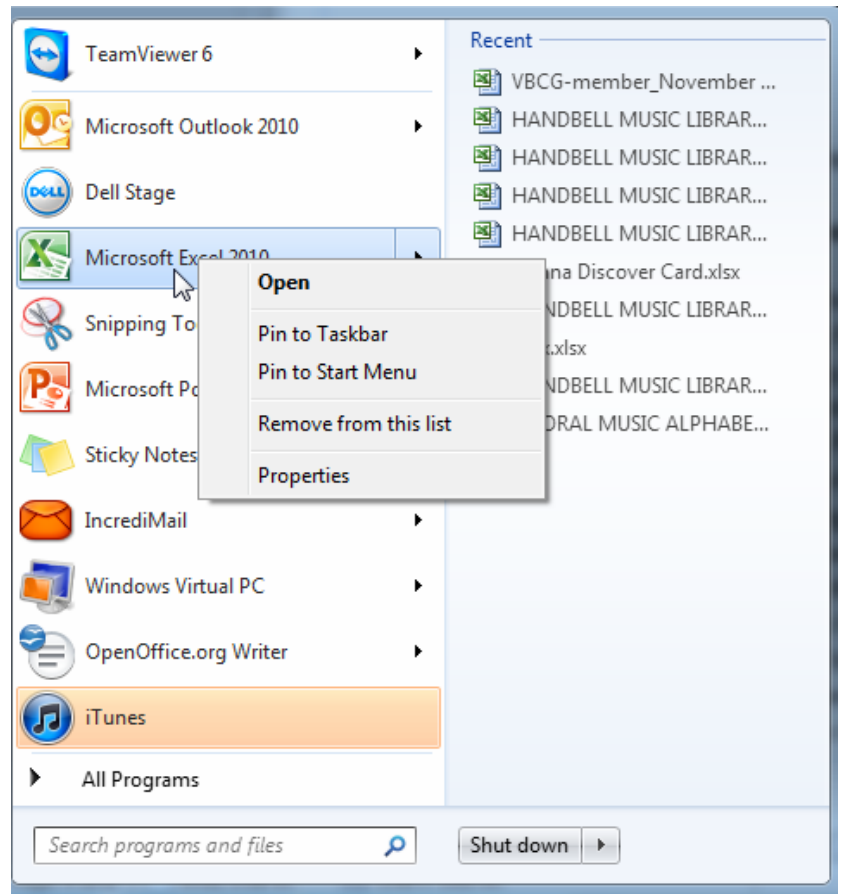 TeamViewer 6
Microsoft Outlook 2010
DELL
Dell Stage
Microsoft Excel 2010
Snipping To
Microsoft Po
Sticky Notes
IncrediMail
Windows Virtual PC
OpenOffice.org Writer
iTunes
All Programs
Search programs and files
Shut down
Open
Pin to Taskbar
Pin to Start Menu
Remove from this list
Properties
Recent
VBCG-member_November ...
HANDBELL MUSIC LIBRAR...
HANDBELL MUSIC LIBRAR...
HANDBELL MUSIC LIBRAR...
HANDBELL MUSIC LIBRAR...
na Discover Card.xlsx
NDBELL MUSIC LIBRAR...
.xlsx
NDBELL MUSIC LIBRAR...
ORAL MUSIC ALPHABE...